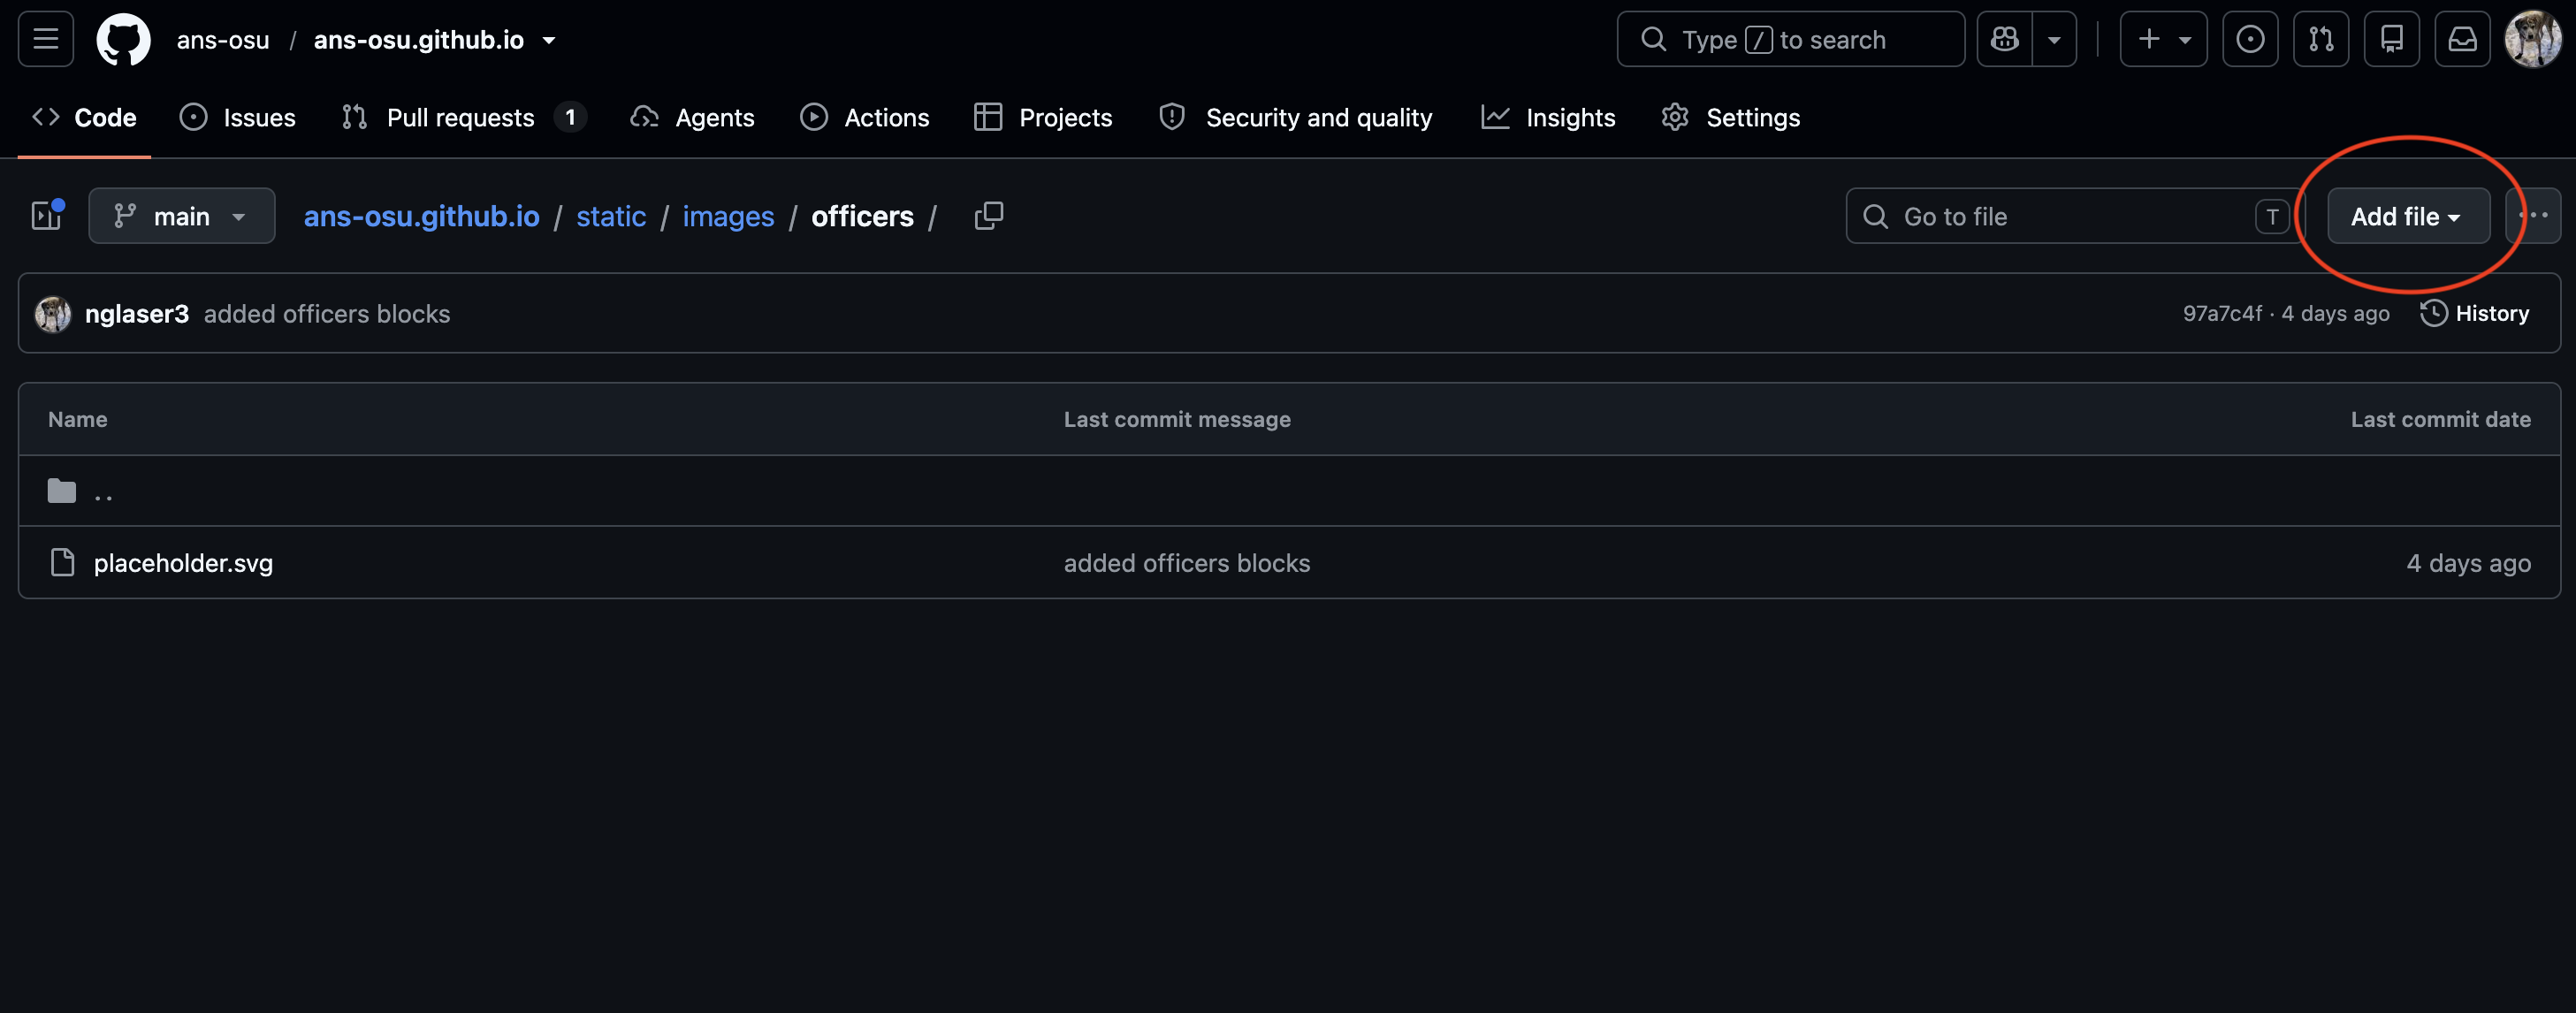 ans-osu / ans-osu.github.io
Type / to search
Code
Issues
Pull requests 1
Agents
Actions
Projects
Security and quality
Insights
Settings
main
ans-osu.github.io / static / images / officers /
Go to file T
Add file
nglaser3 added officers blocks
97a7c4f · 4 days ago
History
Name Last commit message Last commit date
..
placeholder.svg added officers blocks 4 days ago